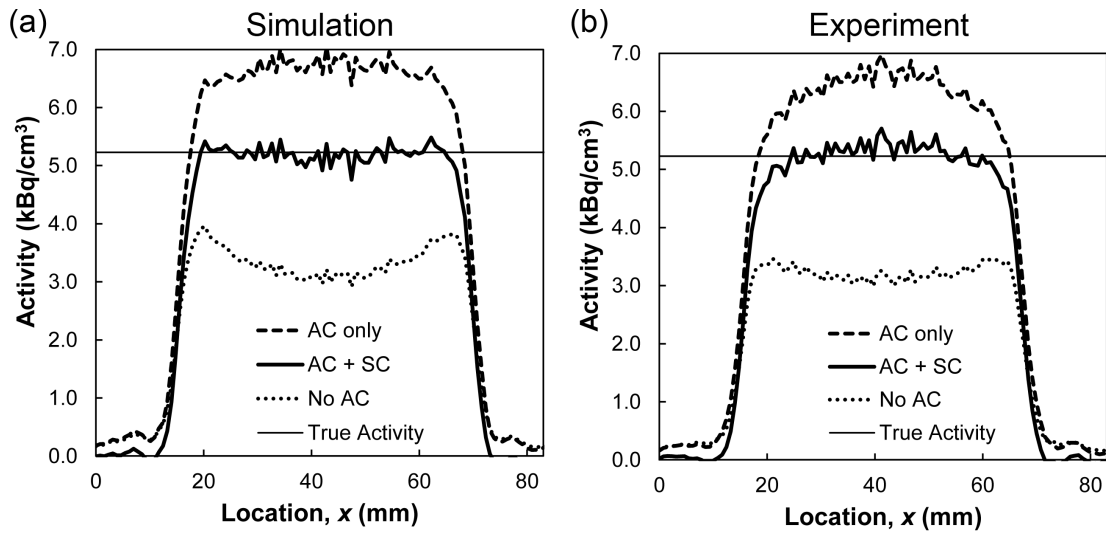 (a) Simulation
7.0
6.0
5.0
4.0
3.0
2.0
1.0
0.0
Activity (kBq/cm³)
AC only
AC + SC
No AC
True Activity
0 20 40 60 80
Location, x (mm)
(b) Experiment
7.0
6.0
5.0
4.0
3.0
2.0
1.0
0.0
Activity (kBq/cm³)
AC only
AC + SC
No AC
True Activity
0 20 40 60 80
Location, x (mm)